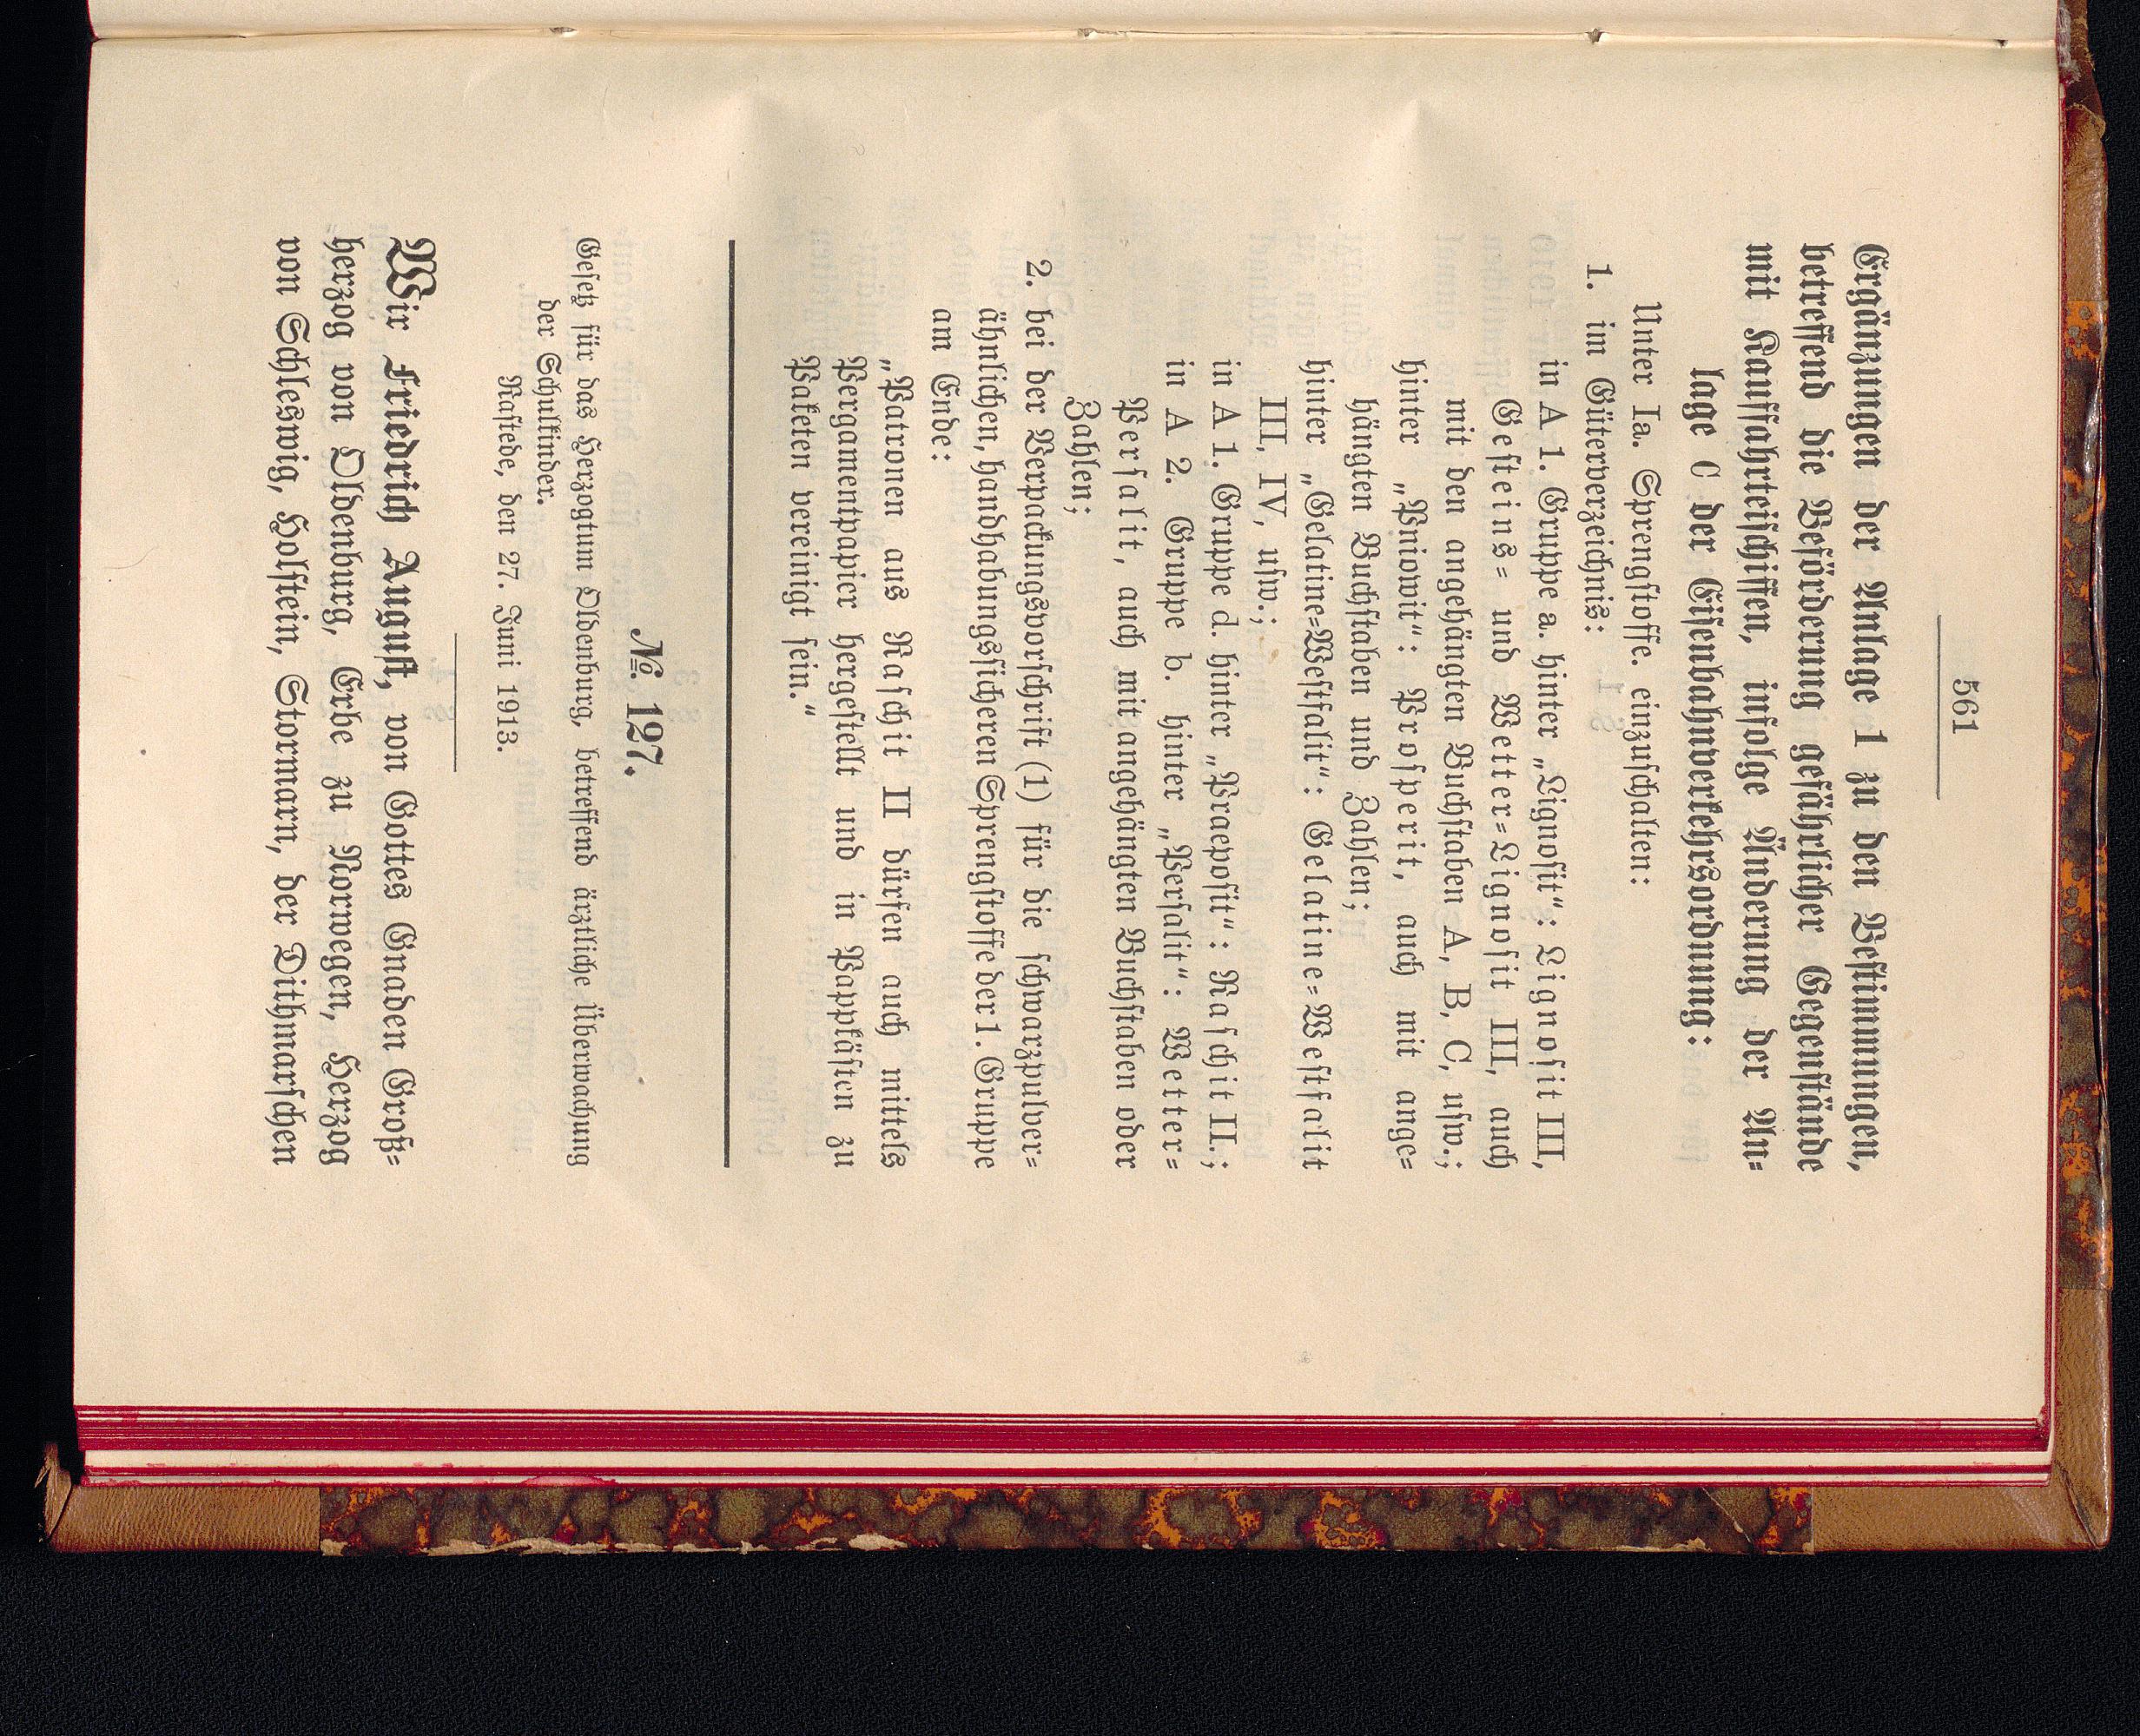 561
Ergänzungen der Anlage 1 zu den Bestimmungen,
betreffend die Beförderung gefährlicher Gegenstände
mit Kauffahrteischiffen, infolge Änderung der An-
lage C der Eisenbahnverkehrsordnung:
Unter Ia. Sprengstoffe. einzuschalten:
1. im Güterverzeichnis:
in A 1. Gruppe a. hinter „Lignosit": Lignosit III,
Gesteins- und Wetter-Lignosit III, auch
mit den angehängten Buchstaben A, B, C, usw.;
hinter „Pniowit": Prosperit, auch mit ange-
hängten Buchstaben und Zahlen;
hinter „Gelatine-Westfalit": Gelatine-Westfalit
III, IV, usw.;
in A 1. Gruppe d. hinter „Praeposit": Raschit II.;
in A 2. Gruppe b. hinter „Persalit": Wetter-
Persalit, auch mit angehängten Buchstaben oder
Zahlen;
2. bei der Verpackungsvorschrift (1) für die schwarzpulver-
ähnlichen, handhabungssicheren Sprengstoffe der 1. Gruppe
am Ende:
„Patronen aus Raschit II dürfen auch mittels
Pergamentpapier hergestellt und in Pappkästen zu
Paketen vereinigt sein."
№. 127.
Gesetz für das Herzogtum Oldenburg, betreffend ärztliche Überwachung
der Schulkinder.
Rastede, den 27. Juni 1913.
Wir Friedrich August, von Gottes Gnaden Groß-
herzog von Oldenburg, Erbe zu Norwegen, Herzog
von Schleswig, Holstein, Stormarn, der Dithmarschen